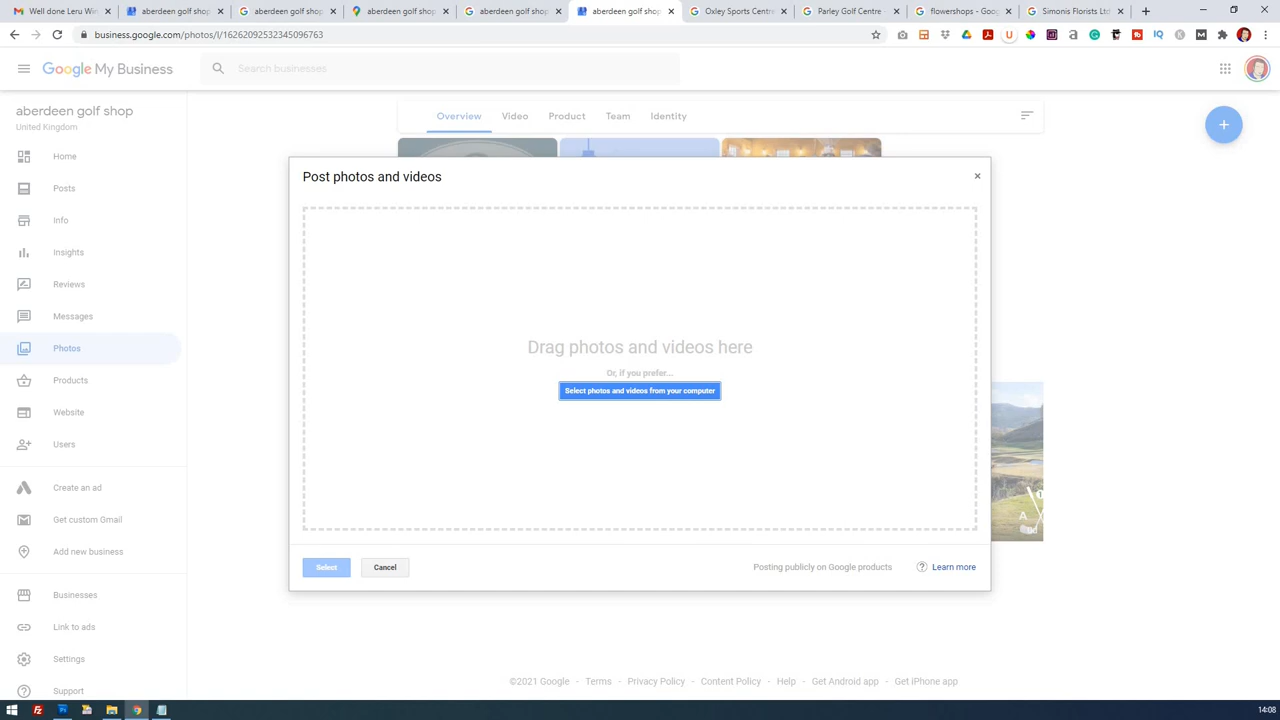 Well done Leru Win
aberdeen golf shop
aberdeen golf shop
aberdeen golf shop
aberdeen golf shop
aberdeen golf shop
Oxley Sports Centre
Parley Golf Centre
flowershops - Goog
Simonis Florists Ltd
business.google.com/photos/l/16262092532345096763
Google My Business
Search businesses
aberdeen golf shop
United Kingdom
Overview
Video
Product
Team
Identity
Home
Posts
Info
Insights
Reviews
Messages
Photos
Products
Website
Users
Create an ad
Get custom Gmail
Add new business
Businesses
Link to ads
Settings
Support
Post photos and videos
Drag photos and videos here
Or, if you prefer...
Select photos and videos from your computer
Select
Cancel
Posting publicly on Google products
Learn more
©2021 Google - Terms - Privacy Policy - Content Policy - Help - Get Android app - Get iPhone app
14:08